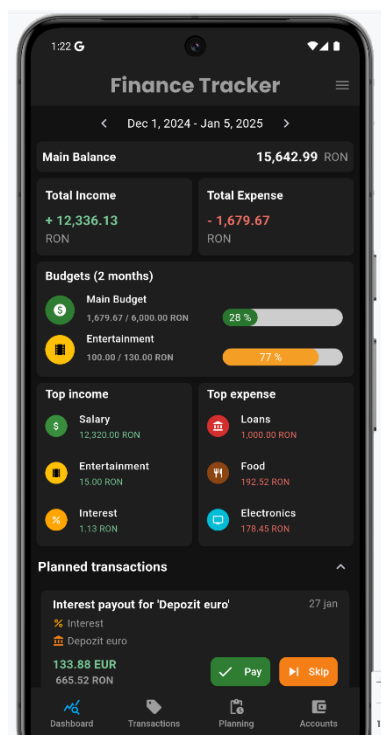 1:22 G
Finance Tracker
Dec 1, 2024 - Jan 5, 2025
Main Balance 15,642.99 RON
Total Income
+ 12,336.13
RON
Total Expense
- 1,679.67
RON
Budgets (2 months)
Main Budget
1,679.67 / 6,000.00 RON
28 %
Entertainment
100.00 / 130.00 RON
77 %
Top income
Salary
12,320.00 RON
Entertainment
15.00 RON
Interest
1.13 RON
Top expense
Loans
1,000.00 RON
Food
192.52 RON
Electronics
178.45 RON
Planned transactions
Interest payout for 'Depozit euro' 27 jan
Interest
Depozit euro
133.88 EUR
665.52 RON
Pay
Skip
Dashboard
Transactions
Planning
Accounts